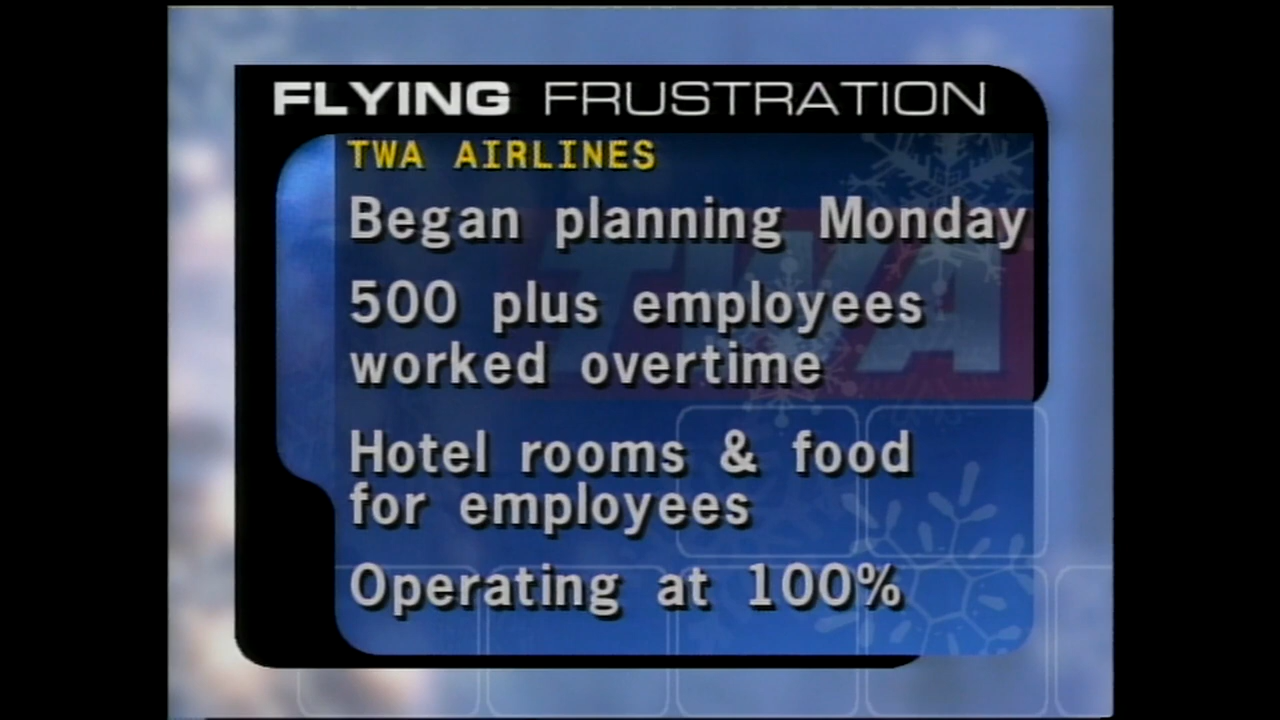 FLYING FRUSTRATION
TWA AIRLINES
Began planning Monday
TWA
500 plus employees
worked overtime
Hotel rooms & food
for employees
Operating at 100%